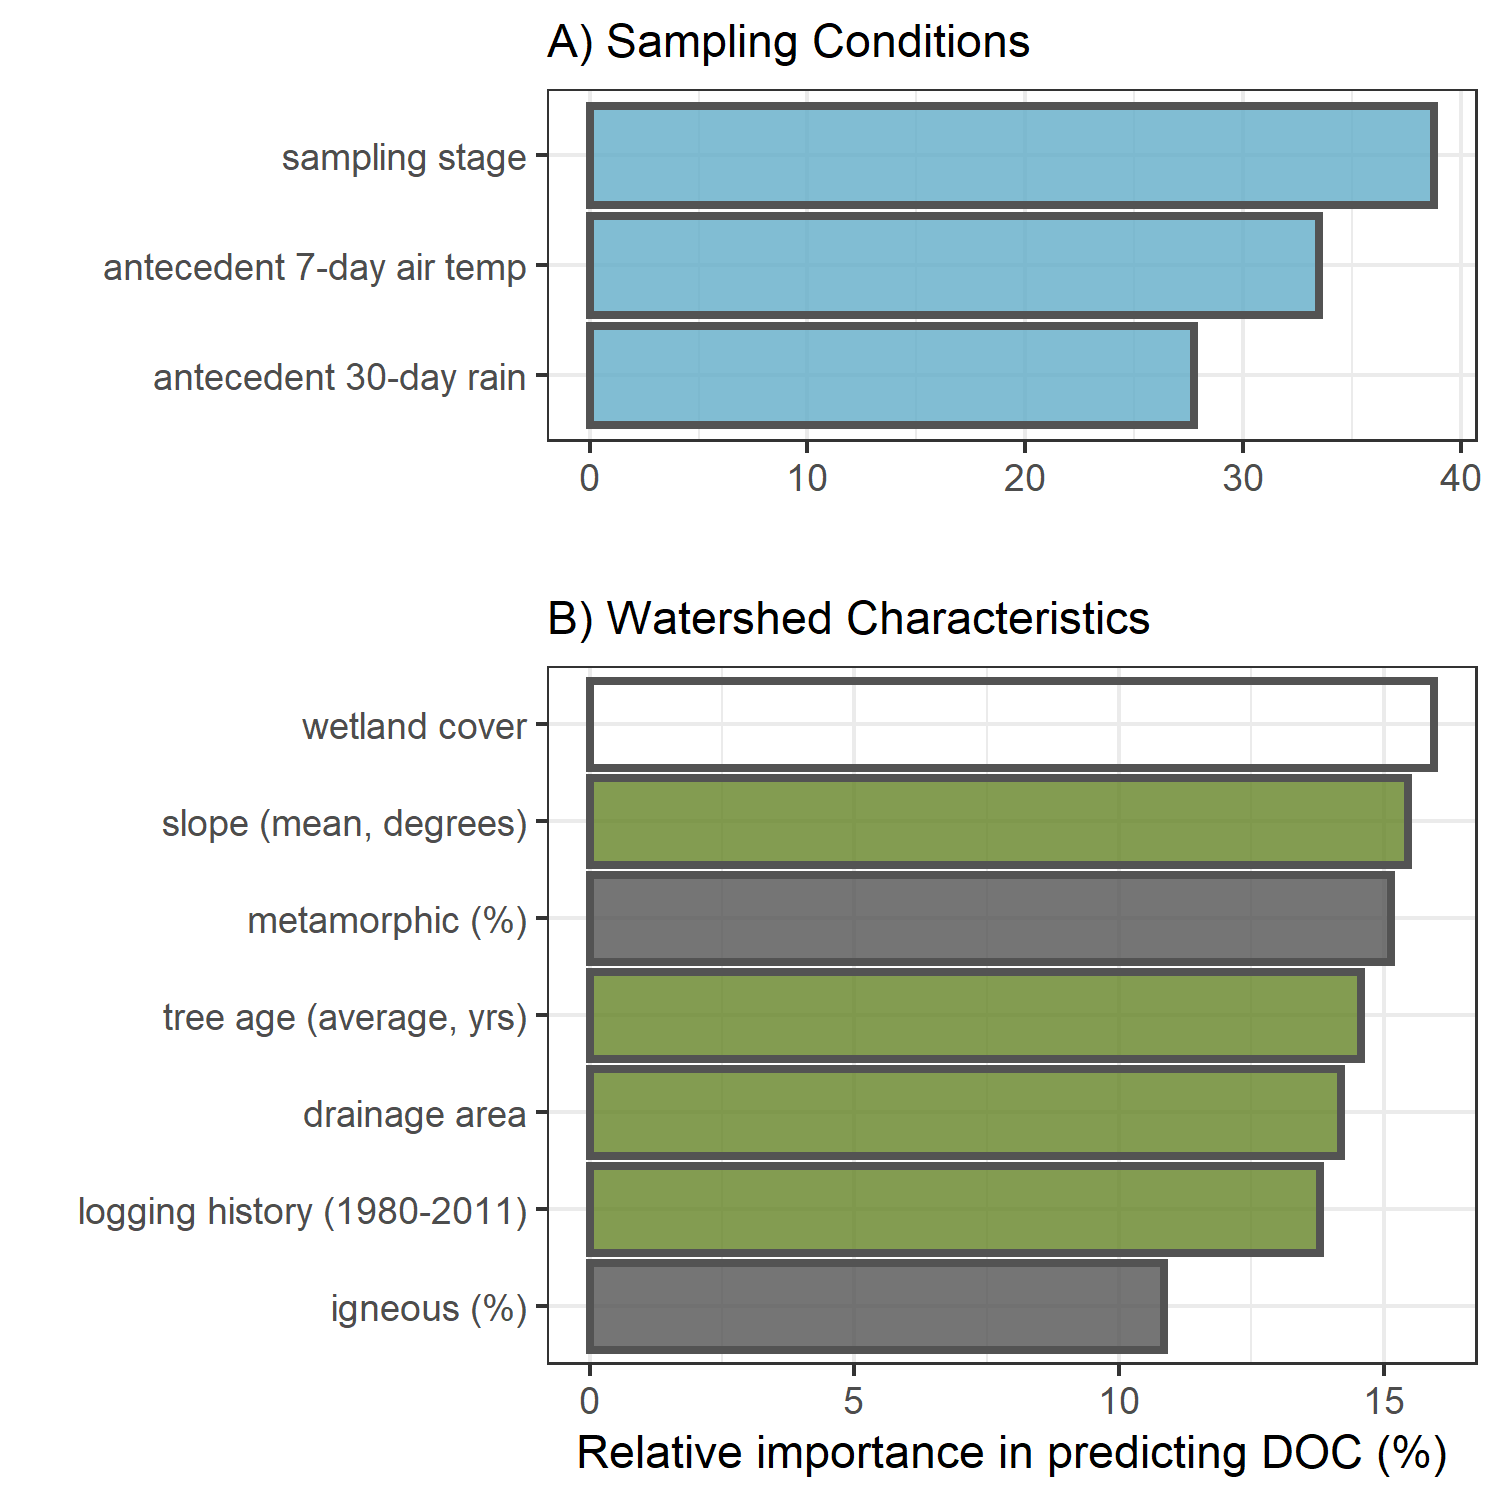 A) Sampling Conditions
sampling stage
antecedent 7-day air temp
antecedent 30-day rain
0 10 20 30 40
B) Watershed Characteristics
wetland cover
slope (mean, degrees)
metamorphic (%)
tree age (average, yrs)
drainage area
logging history (1980-2011)
igneous (%)
0 5 10 15
Relative importance in predicting DOC (%)